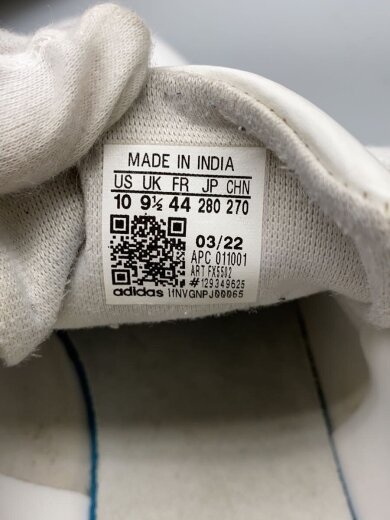 MADE IN INDIA
US UK FR JP CHN
10 9½ 44 280 270
03/22
APC 011001
ART FX5502
#129349625
adidas 1fNVGNPJ00065